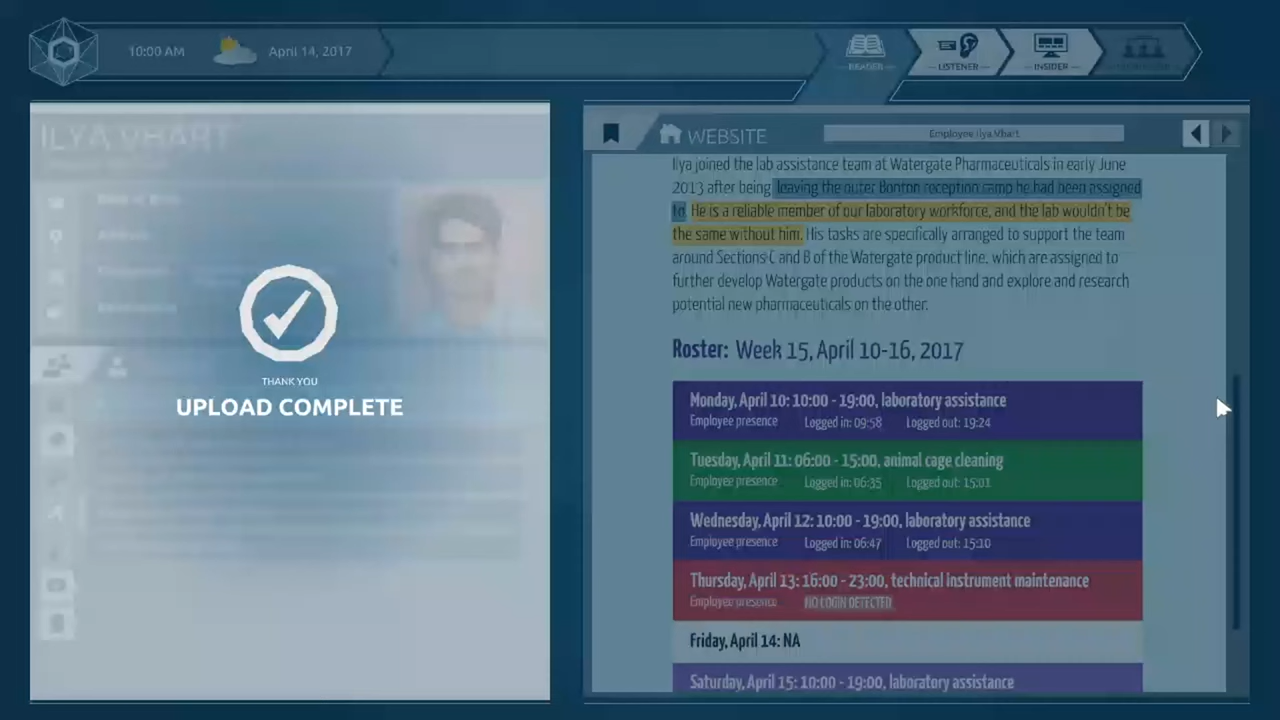 10:00 AM
April 14, 2017
READER
LISTENER
INSIDER
ILYA VHART
THANK YOU
UPLOAD COMPLETE
WEBSITE
Employee Ilya Vhart
Ilya joined the lab assistance team at Watergate Pharmaceuticals in early June
2013 after being leaving the outer Bonton reception camp he had been assigned
to. He is a reliable member of our laboratory workforce, and the lab wouldn't be
the same without him. His tasks are specifically arranged to support the team
around Sections C and B of the Watergate product line, which are assigned to
further develop Watergate products on the one hand and explore and research
potential new pharmaceuticals on the other.
Roster: Week 15, April 10-16, 2017
Monday, April 10: 10:00 - 19:00, laboratory assistance
Employee presence Logged in: 09:58 Logged out: 19:24
Tuesday, April 11: 06:00 - 15:00, animal cage cleaning
Employee presence Logged in: 06:35 Logged out: 15:01
Wednesday, April 12: 10:00 - 19:00, laboratory assistance
Employee presence Logged in: 06:47 Logged out: 15:10
Thursday, April 13: 16:00 - 23:00, technical instrument maintenance
Employee presence NO LOGIN DETECTED
Friday, April 14: NA
Saturday, April 15: 10:00 - 19:00, laboratory assistance